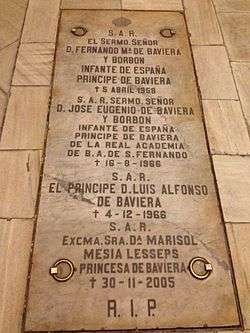 S.A.R.
EL SERMO. SEÑOR
D. FERNANDO Mª. DE BAVIERA
Y BORBON
INFANTE DE ESPAÑA
PRINCIPE DE BAVIERA
† 5 ABRIL 1958
S.A.R. SERMO. SEÑOR
D. JOSE EUGENIO DE BAVIERA
Y BORBON
INFANTE DE ESPAÑA
PRINCIPE DE BAVIERA
DE LA REAL ACADEMIA
DE B.A. DE S. FERNANDO
† 16-8-1966
S.A.R.
EL PRINCIPE D. LUIS ALFONSO
DE BAVIERA
† 4-12-1966
S.A.R.
EXCMA. SRA. Dª MARISOL
MESIA LESSEPS
PRINCESA DE BAVIERA
† 30-11-2005
R.I.P.